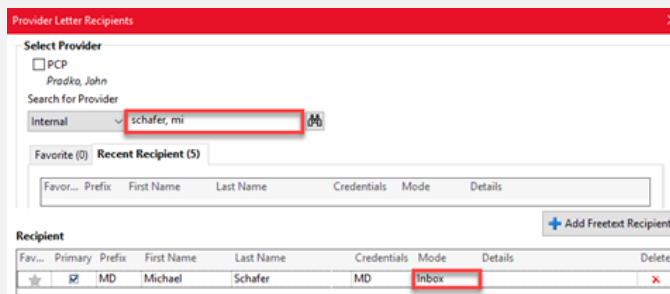 Provider Letter Recipients
Select Provider
PCP
Pradko, John
Search for Provider
Internal schafer, mi
Favorite (0) Recent Recipient (5)
Favor... Prefix First Name Last Name Credentials Mode Details
Add Freetext Recipient
Recipient
Fav... Primary Prefix First Name Last Name Credentials Mode Details Delete
MD Michael Schafer MD Inbox